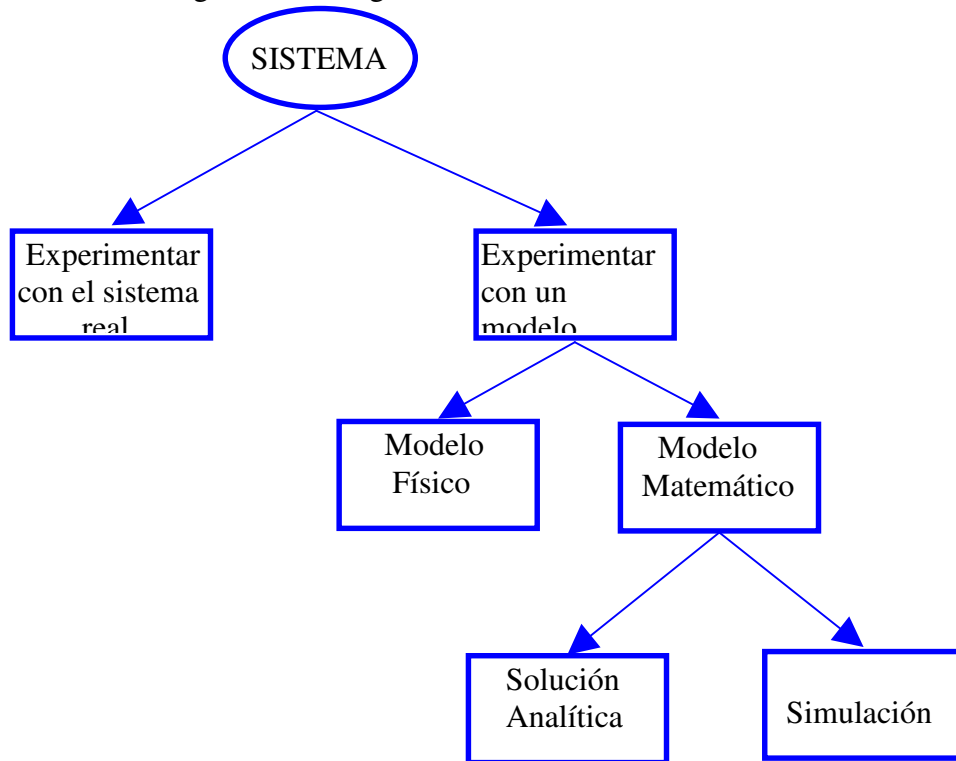 SISTEMA
Experimentar
con el sistema
real
Experimentar
con un
modelo
Modelo
Físico
Modelo
Matemático
Solución
Analítica
Simulación